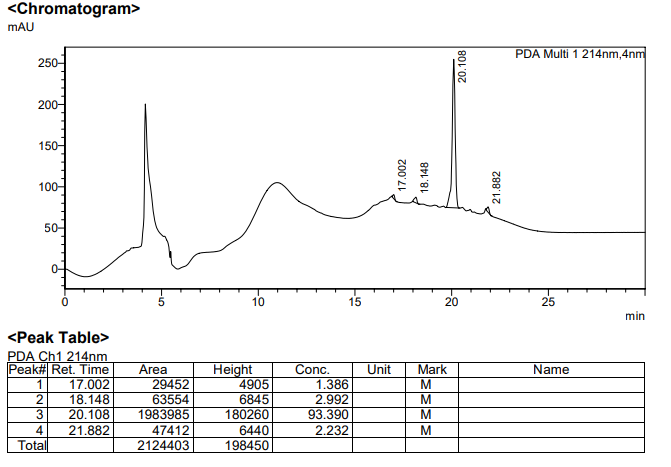 <Chromatogram>
mAU
PDA Multi 1 214nm,4nm
250
200
150
100
50
0
17.002
18.148
20.108
21.882
0 5 10 15 20 25
min
<Peak Table>
PDA Ch1 214nm
Peak# Ret. Time Area Height Conc. Unit Mark Name
1 17.002 29452 4905 1.386 M
2 18.148 63554 6845 2.992 M
3 20.108 1983985 180260 93.390 M
4 21.882 47412 6440 2.232 M
Total 2124403 198450